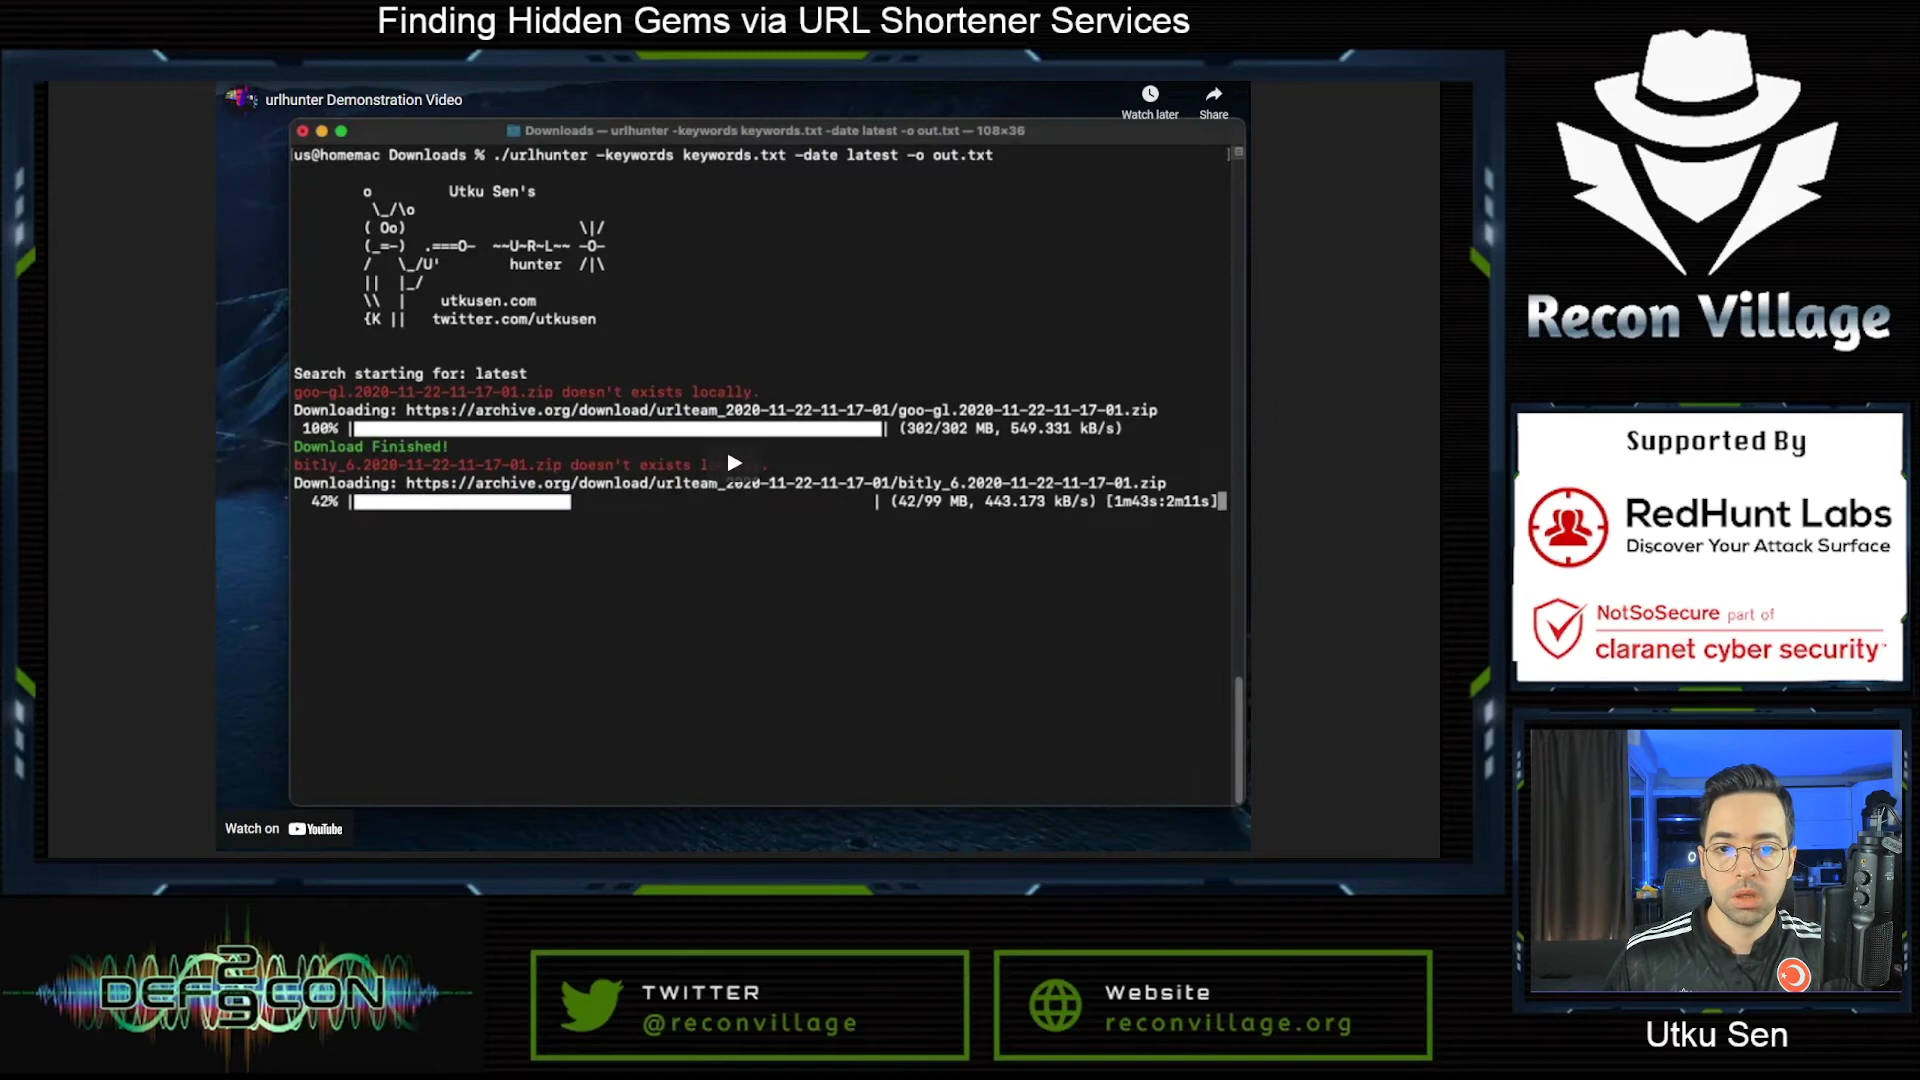 Finding Hidden Gems via URL Shortener Services
urlhunter Demonstration Video
Watch later
Share
Downloads — urlhunter -keywords keywords.txt -date latest -o out.txt — 108×36
us@homemac Downloads % ./urlhunter -keywords keywords.txt -date latest -o out.txt
o          Utku Sen's
 \_/\o
( Oo)                    \|/
(_=-)  .===O-  ~~U~R~L~~ -O-
/   \_/U'        hunter  /|\
||  |_/
\\  |    utkusen.com
{K ||   twitter.com/utkusen
Search starting for: latest
goo-gl.2020-11-22-11-17-01.zip doesn't exists locally.
Downloading: https://archive.org/download/urlteam_2020-11-22-11-17-01/goo-gl.2020-11-22-11-17-01.zip
100% | | (302/302 MB, 549.331 kB/s)
Download Finished!
bitly_6.2020-11-22-11-17-01.zip doesn't exists
Downloading: https://archive.org/download/urlteam_2020-11-22-11-17-01/bitly_6.2020-11-22-11-17-01.zip
42% | | (42/99 MB, 443.173 kB/s) [1m43s:2m11s]
Watch on YouTube
Recon Village
Supported By
RedHunt Labs
Discover Your Attack Surface
NotSoSecure part of
claranet cyber security
DEFCON
29
TWITTER
@reconvillage
Website
reconvillage.org
Utku Sen